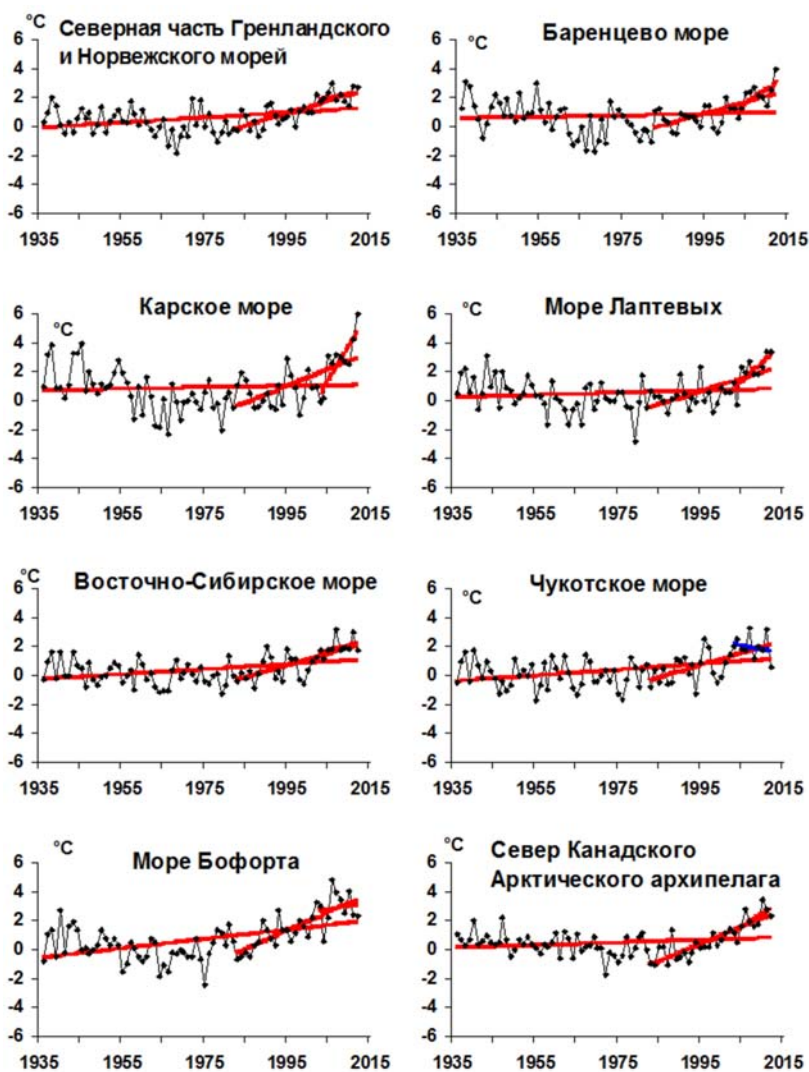 °C
Северная часть Гренландского
и Норвежского морей
6
4
2
0
-2
-4
-6
1935 1955 1975 1995 2015
Баренцево море
°C
6
4
2
0
-2
-4
-6
1935 1955 1975 1995 2015
Карское море
°C
6
4
2
0
-2
-4
-6
1935 1955 1975 1995 2015
Море Лаптевых
°C
6
4
2
0
-2
-4
-6
1935 1955 1975 1995 2015
°C
Восточно-Сибирское море
6
4
2
0
-2
-4
-6
1935 1955 1975 1995 2015
Чукотское море
°C
6
4
2
0
-2
-4
-6
1935 1955 1975 1995 2015
°C
Море Бофорта
6
4
2
0
-2
-4
-6
1935 1955 1975 1995 2015
°C
Север Канадского
Арктического архипелага
6
4
2
0
-2
-4
-6
1935 1955 1975 1995 2015